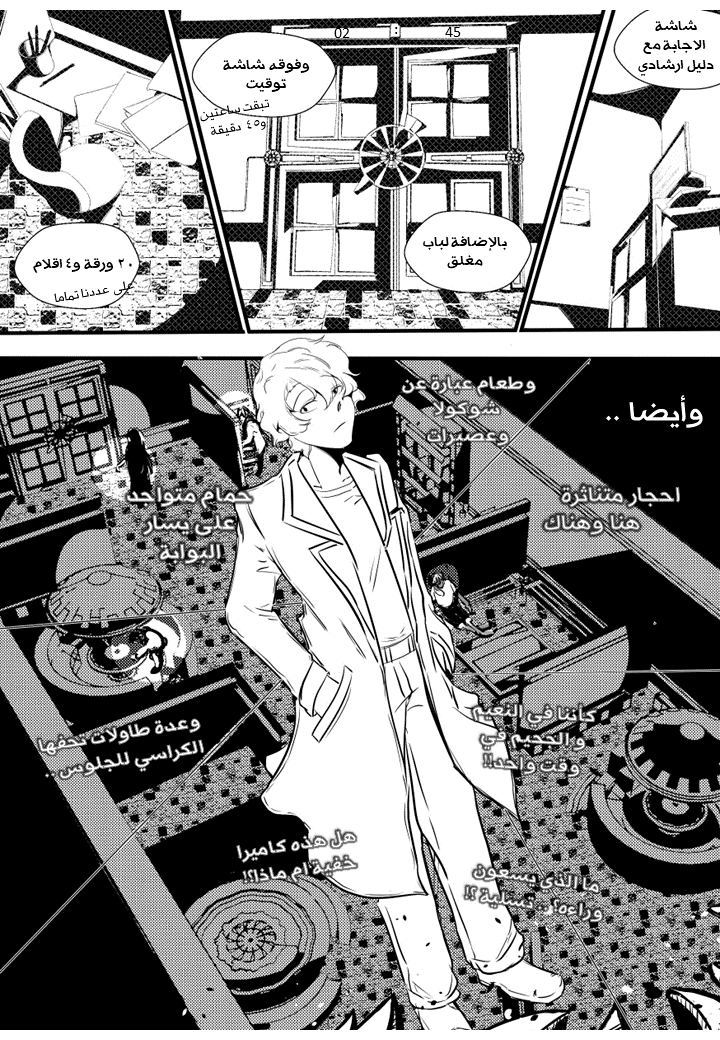 شاشة
الاجابة مع
دليل ارشادي
02 : 45
وفوقه شاشة
توقيت
تبقت ساعتين
و٤٥ دقيقة
بالإضافة لباب
مغلق
٢٠ ورقة و٤ اقلام
على عددنا تماما
وأيضا ..
وطعام عبارة عن
شوكولا
وعصيرات
احجار متناثرة
هنا وهناك
حمام متواجد
على يسار
البوابة
كأننا في النعيم
و الجحيم في
وقت واحد!!
وعدة طاولات تحفها
الكراسي للجلوس ..
هل هذه كاميرا
خفية ام ماذا؟!
ما الذي يسعون
وراءه؟.. تسلية ؟!